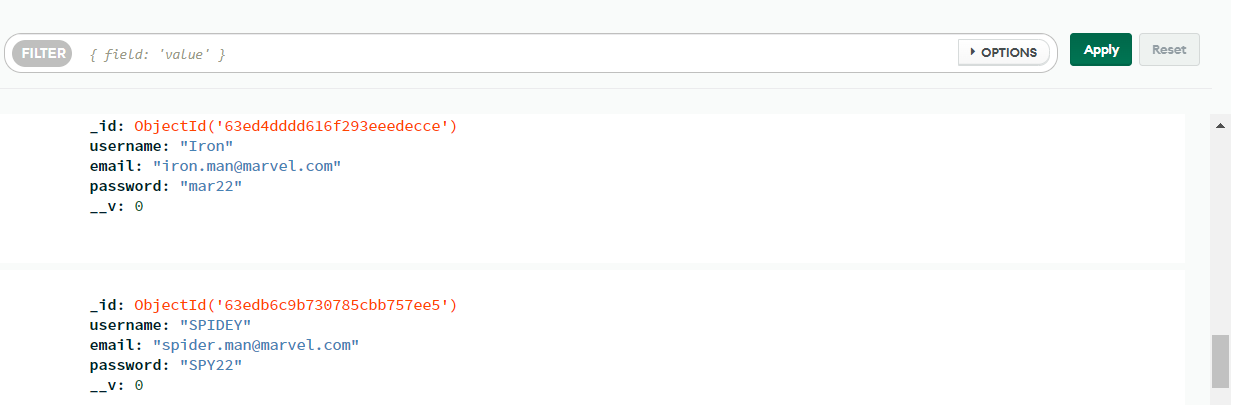 FILTER { field: 'value' } OPTIONS Apply Reset
_id: ObjectId('63ed4dddd616f293eeedecce')
username: "Iron"
email: "iron.man@marvel.com"
password: "mar22"
__v: 0
_id: ObjectId('63edb6c9b730785cbb757ee5')
username: "SPIDEY"
email: "spider.man@marvel.com"
password: "SPY22"
__v: 0